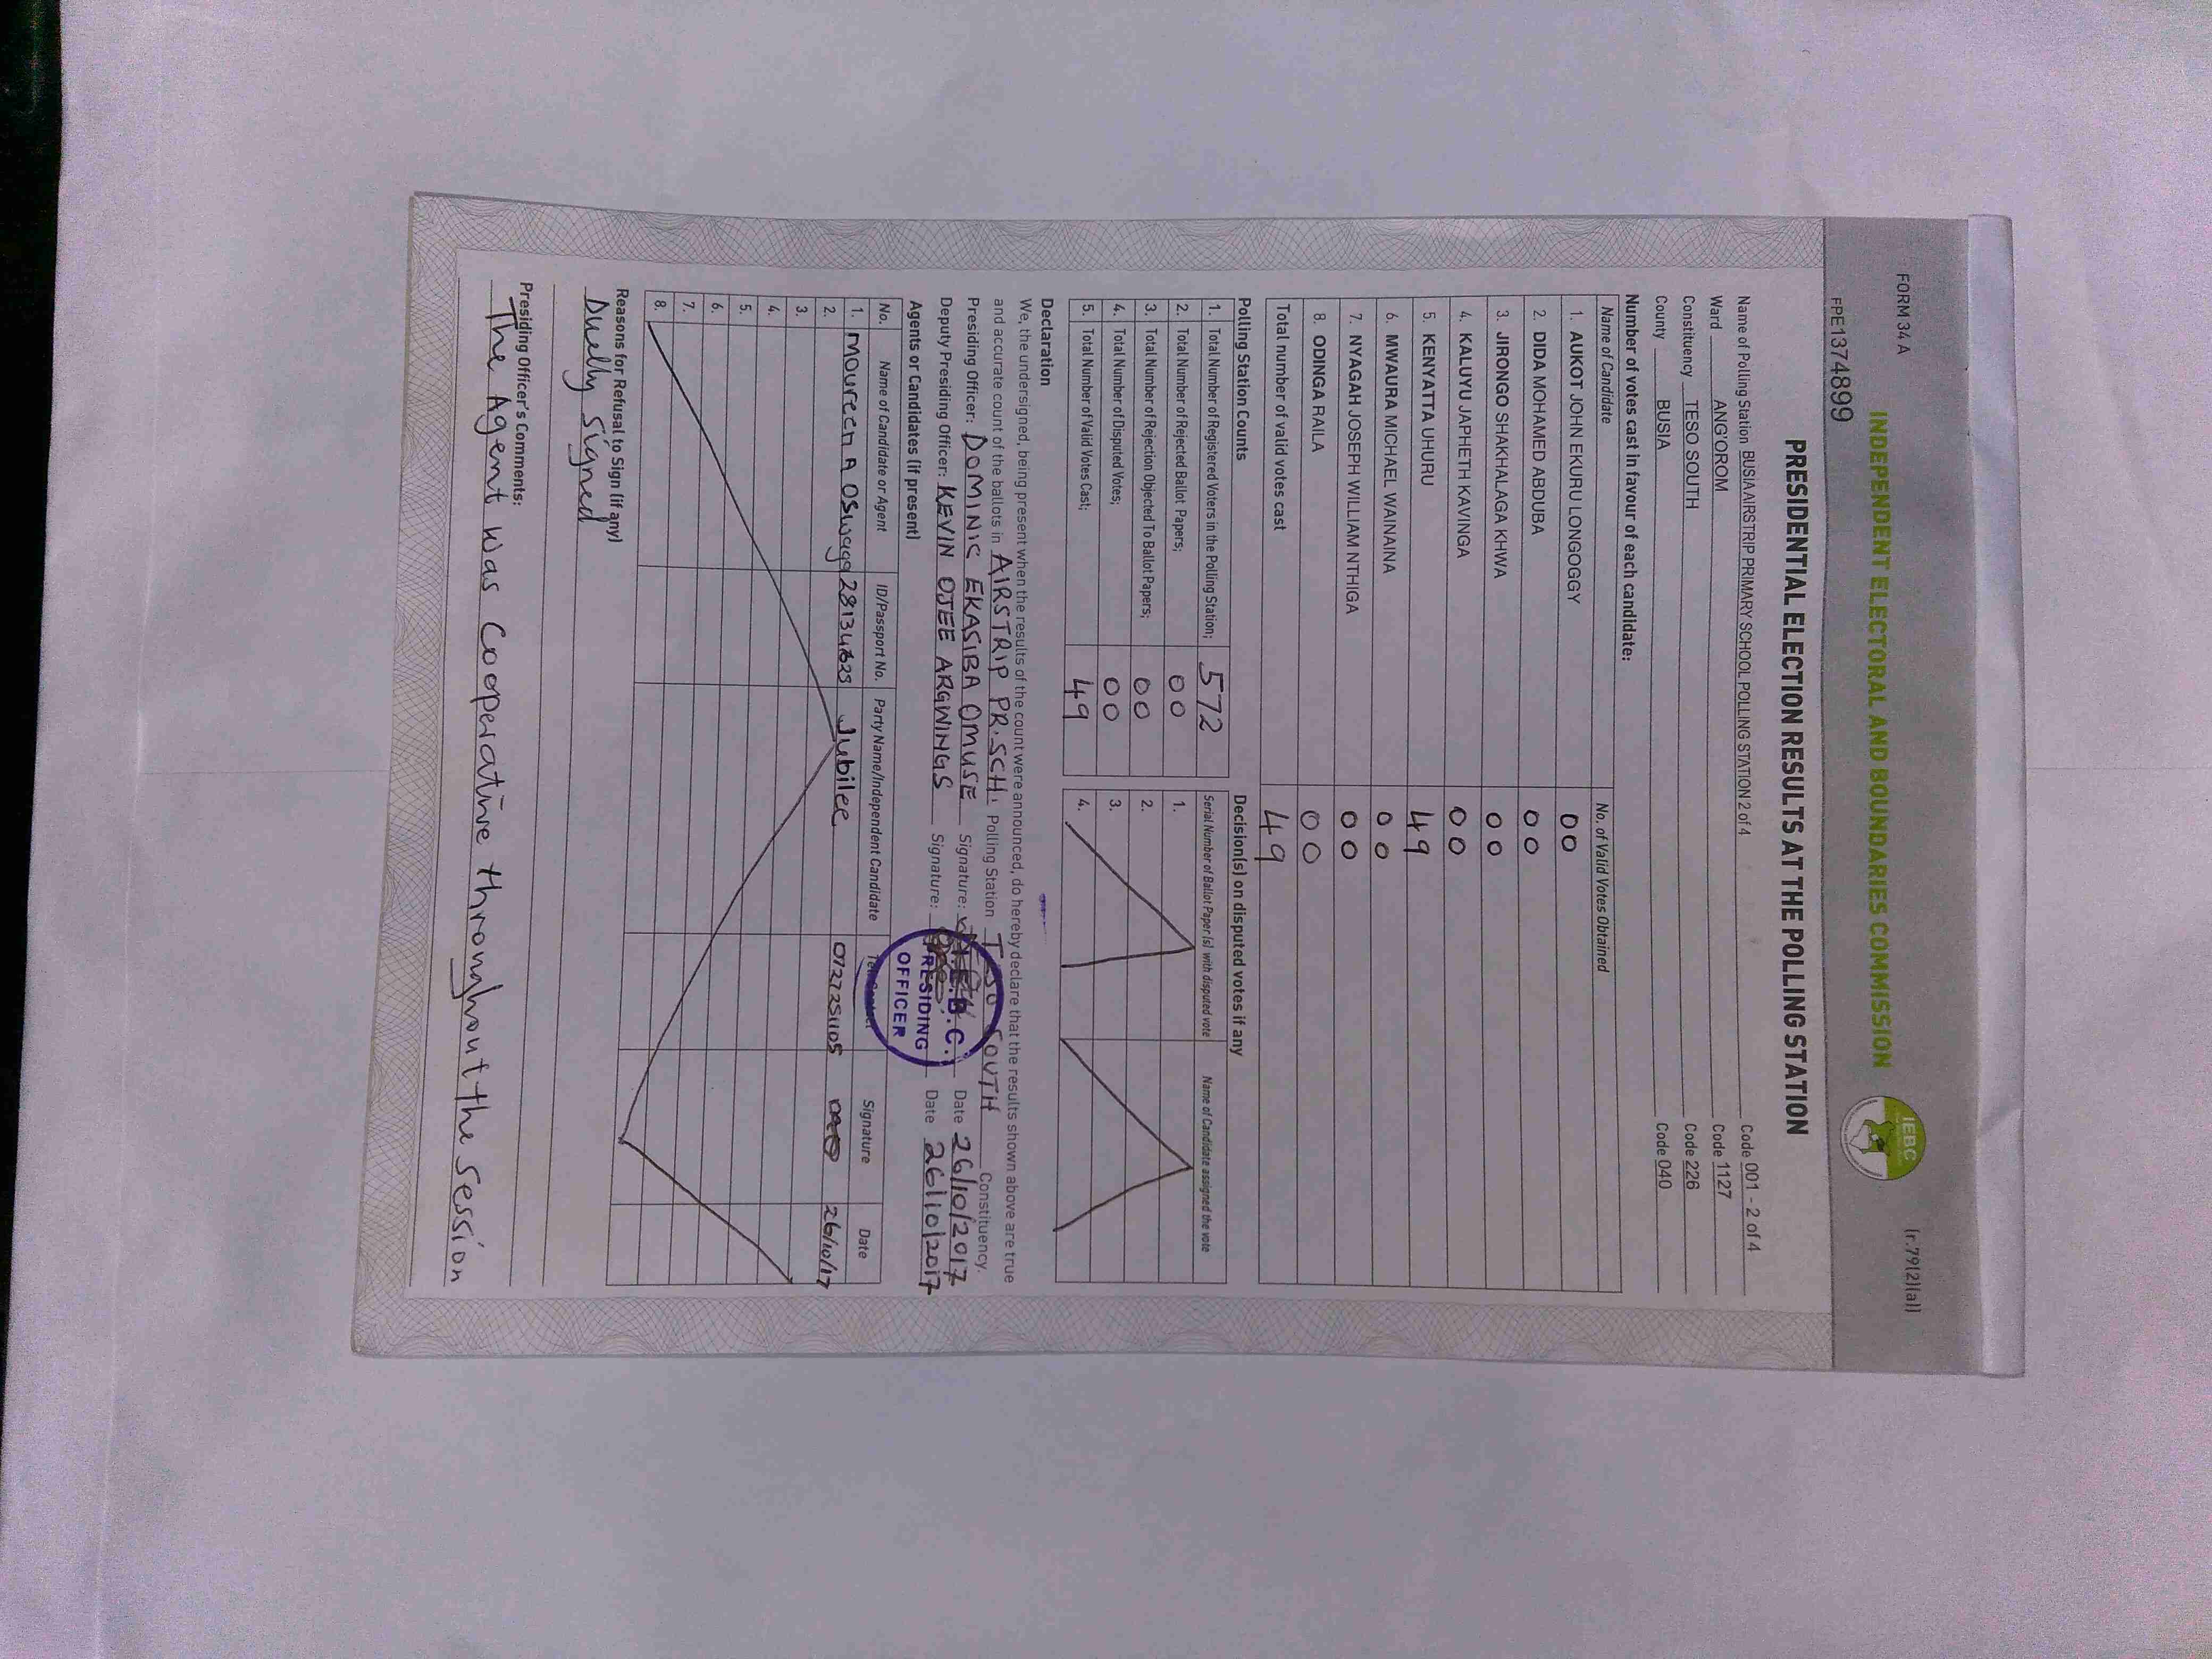 FORM 34 A
(r.79(2)(a))
INDEPENDENT ELECTORAL AND BOUNDARIES COMMISSION
IEBC
FPE1374899
PRESIDENTIAL ELECTION RESULTS AT THE POLLING STATION
Name of Polling Station BUSIA AIRSTRIP PRIMARY SCHOOL POLLING STATION 2 of 4 Code 001 - 2 of 4
Ward ANG'OROM Code 1127
Constituency TESO SOUTH Code 226
County BUSIA Code 040
Number of votes cast in favour of each candidate:
Name of Candidate No. of Valid Votes Obtained
1. AUKOT JOHN EKURU LONGOGGY 00
2. DIDA MOHAMED ABDUBA 00
3. JIRONGO SHAKHALAGA KHWA 00
4. KALUYU JAPHETH KAVINGA 00
5. KENYATTA UHURU 49
6. MWAURA MICHAEL WAINAINA 00
7. NYAGAH JOSEPH WILLIAM NTHIGA 00
8. ODINGA RAILA 00
Total number of valid votes cast 49
Polling Station Counts
1. Total Number of Registered Voters in the Polling Station; 572
2. Total Number of Rejected Ballot Papers; 00
3 Total Number of Rejection Objected To Ballot Papers; 00
4. Total Number of Disputed Votes; 00
5. Total Number of Valid Votes Cast; 49
Decision(s) on disputed votes if any
Serial Number of Ballot Paper (s) with disputed vote Name of Candidate assigned the vote
1.
2.
3.
4.
Declaration
We, the undersigned, being present when the results of the count were announced, do hereby declare that the results shown above are true
and accurate count of the ballots in AIRSTRIP PR. SCH. Polling Station TESO SOUTH Constituency.
Presiding Officer: DOMINIC EKASIBA OMUSE Signature: Date 26/10/2017
Deputy Presiding Officer: KEVIN OJEE ARGWINGS Signature: Date 26/10/2017
I.E.B.C.
PRESIDING
OFFICER
Agents or Candidates (if present)
No. Name of Candidate or Agent ID/Passport No. Party Name/Independent Candidate Tel. Contact Signature Date
1. Moureen A Oswaga Jubilee 0727251105 26/10/17
2.
3.
4.
5.
6.
7.
8.
Reasons for Refusal to Sign (if any)
Duelly signed
Presiding Officer's Comments:
The Agent was Cooperative throughout the session